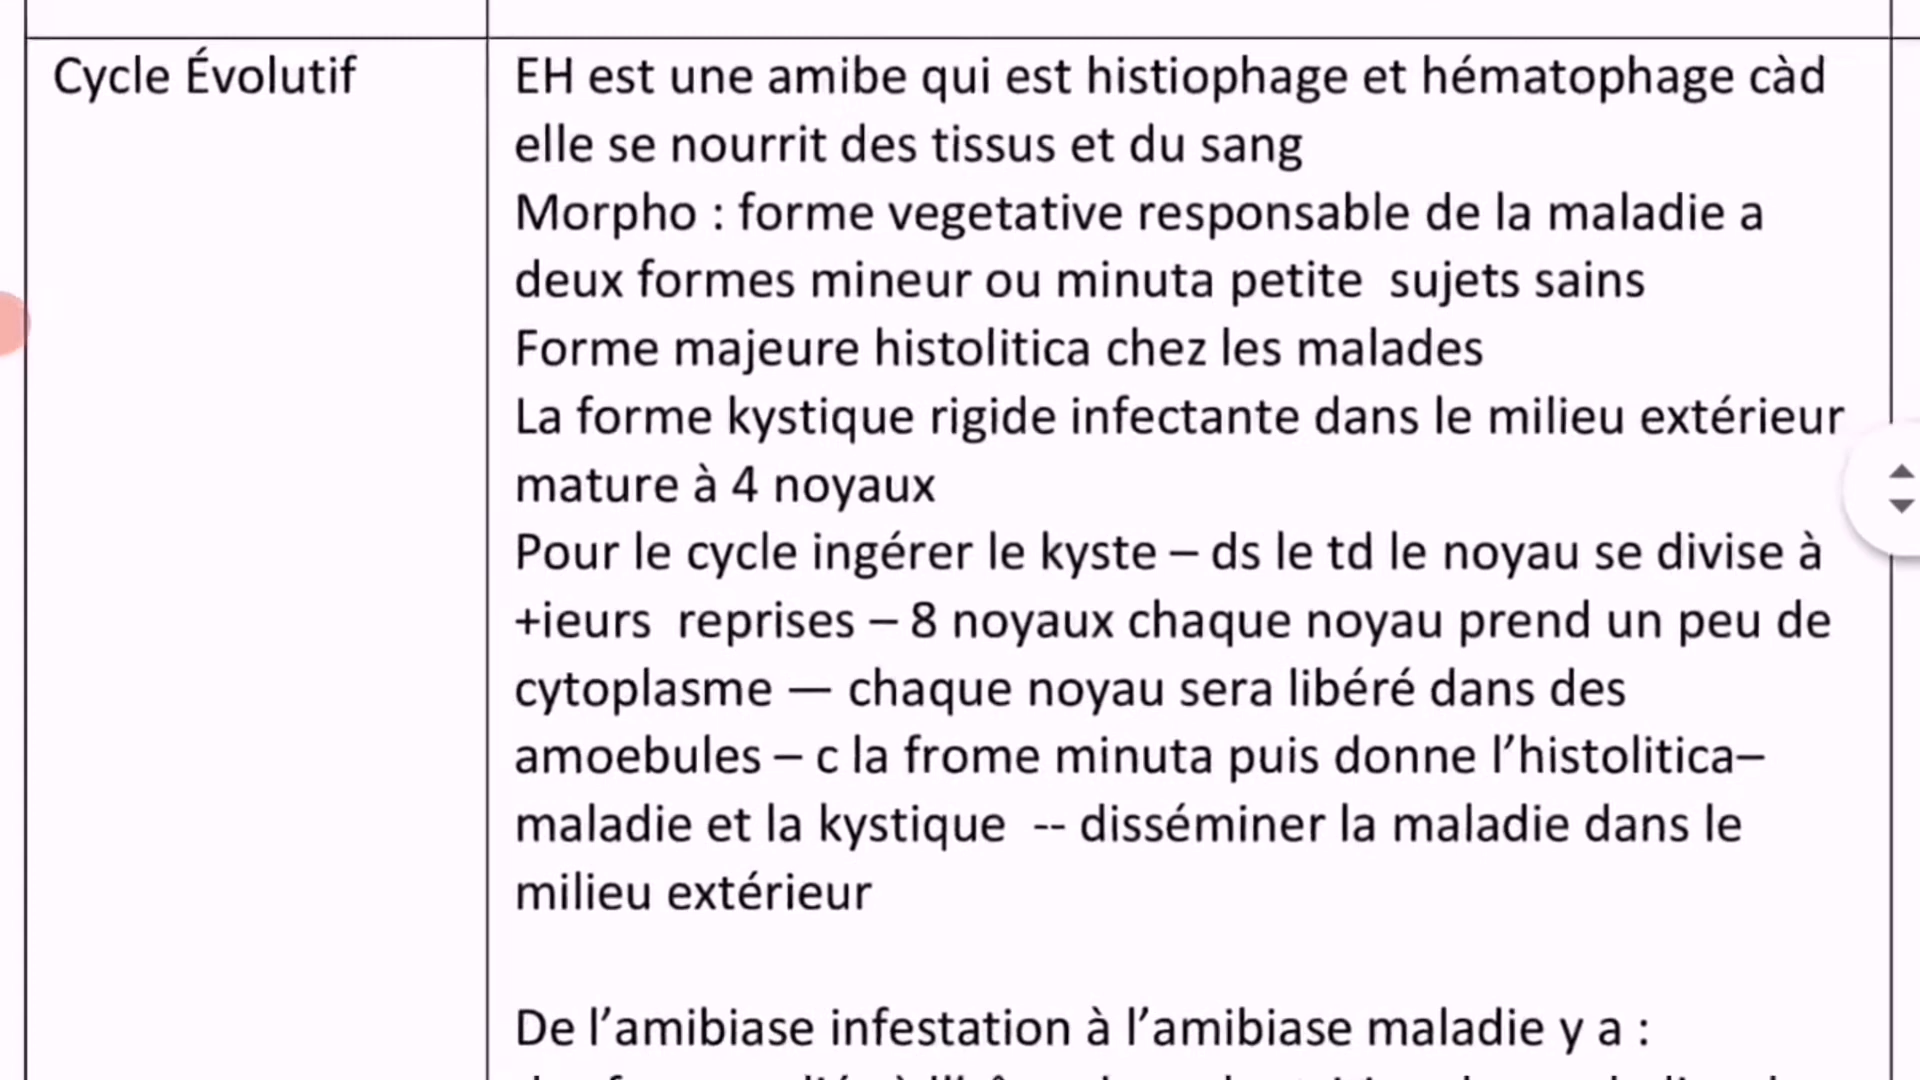 Cycle Évolutif
EH est une amibe qui est histiophage et hématophage càd
elle se nourrit des tissus et du sang
Morpho : forme vegetative responsable de la maladie a
deux formes mineur ou minuta petite  sujets sains
Forme majeure histolitica chez les malades
La forme kystique rigide infectante dans le milieu extérieur
mature à 4 noyaux
Pour le cycle ingérer le kyste – ds le td le noyau se divise à
+ieurs  reprises – 8 noyaux chaque noyau prend un peu de
cytoplasme — chaque noyau sera libéré dans des
amoebules – c la frome minuta puis donne l’histolitica–
maladie et la kystique  -- disséminer la maladie dans le
milieu extérieur
De l’amibiase infestation à l’amibiase maladie y a :